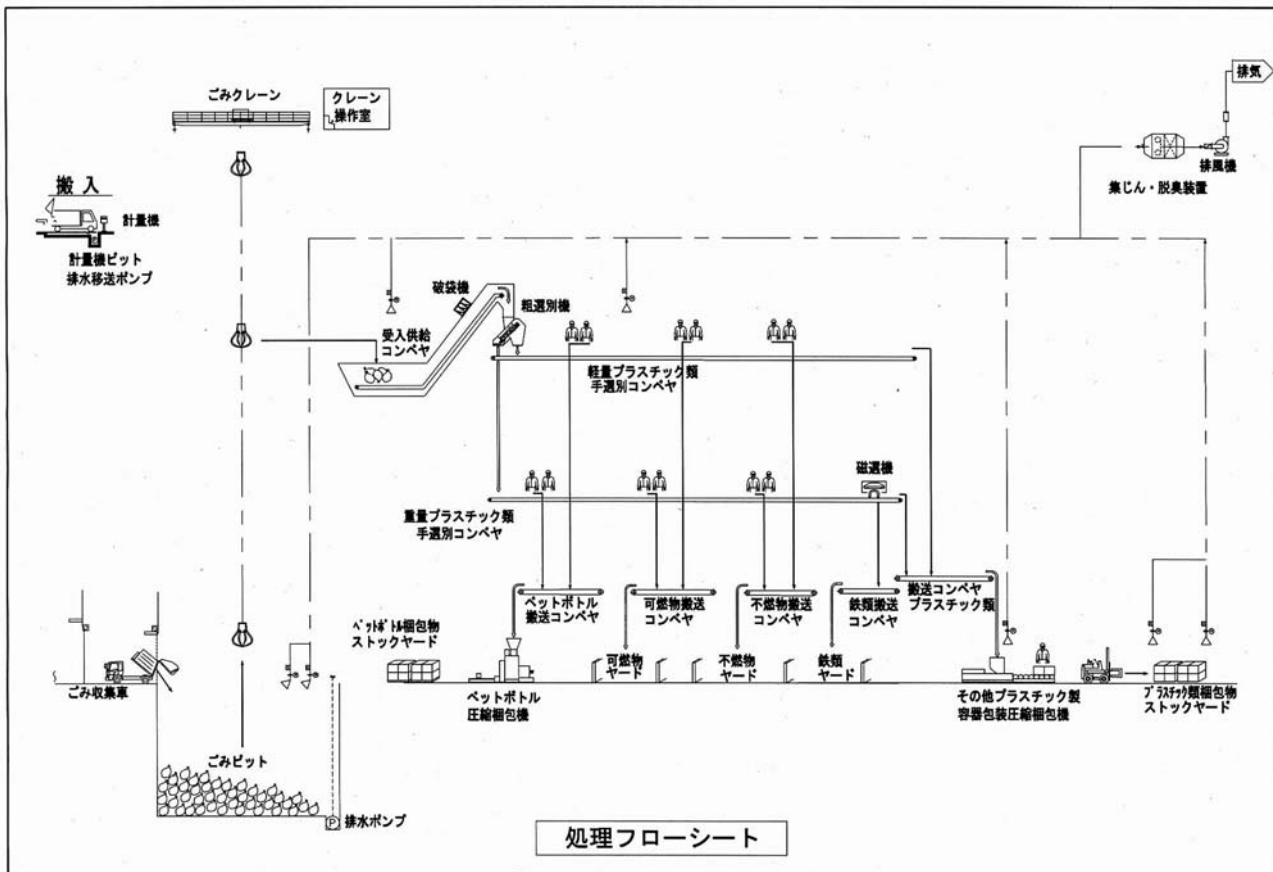 排気
ごみクレーン
クレーン
操作室
排風機
集じん・脱臭装置
搬入
計量機
計量機ピット
排水移送ポンプ
破袋機
粗選別機
受入供給
コンベヤ
軽量プラスチック類
手選別コンベヤ
磁選機
重量プラスチック類
手選別コンベヤ
ペットボトル
搬送コンベヤ
可燃物搬送
コンベヤ
不燃物搬送
コンベヤ
鉄類搬送
コンベヤ
搬送コンベヤ
プラスチック類
ペットボトル梱包物
ストックヤード
可燃物
ヤード
不燃物
ヤード
鉄類
ヤード
ごみ収集車
ペットボトル
圧縮梱包機
その他プラスチック製
容器包装圧縮梱包機
プラスチック類梱包物
ストックヤード
ごみピット
P
排水ポンプ
処理フローシート